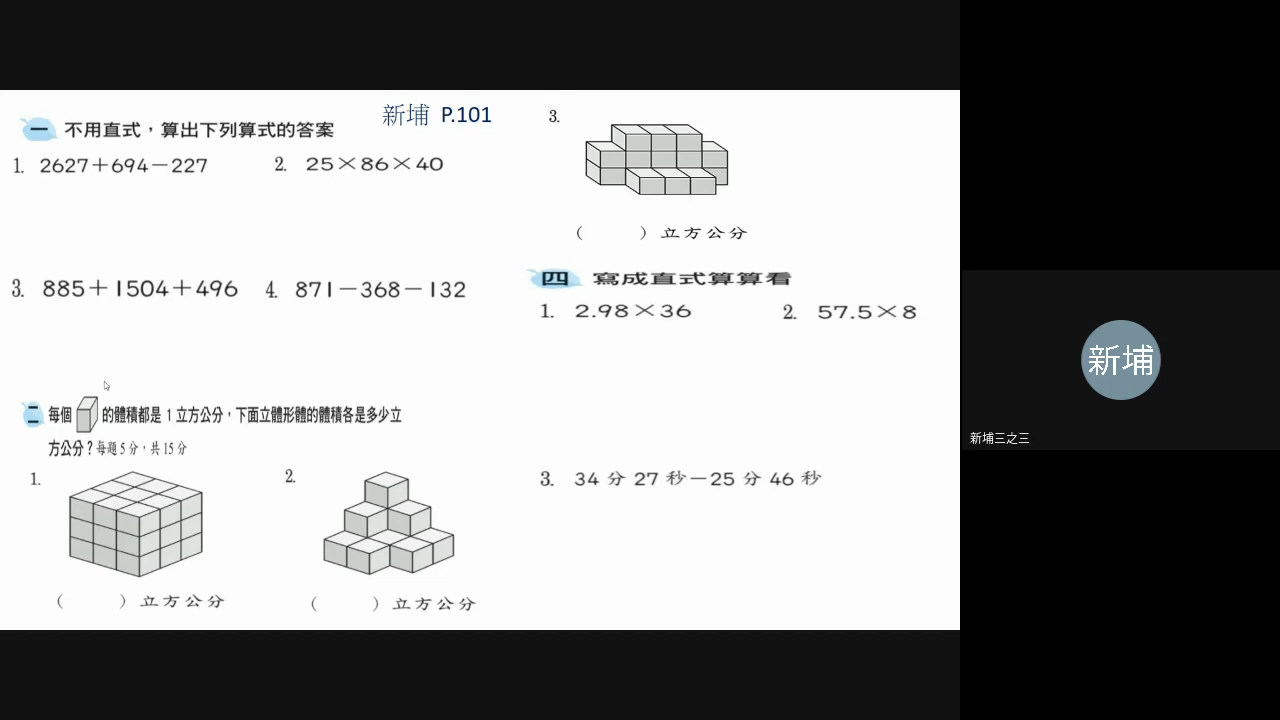 新埔 P.101
一 不用直式，算出下列算式的答案
1. 2627＋694－227
2. 25×86×40
3. 885＋1504＋496
4. 871－368－132
二 每個的體積都是 1 立方公分，下面立體形體的體積各是多少立
方公分？每題 5 分，共 15 分
1.
( ) 立方公分
2.
( ) 立方公分
3.
( ) 立方公分
四 寫成直式算算看
1. 2.98×36
2. 57.5×8
3. 34 分 27 秒－25 分 46 秒
新埔
新埔三之三